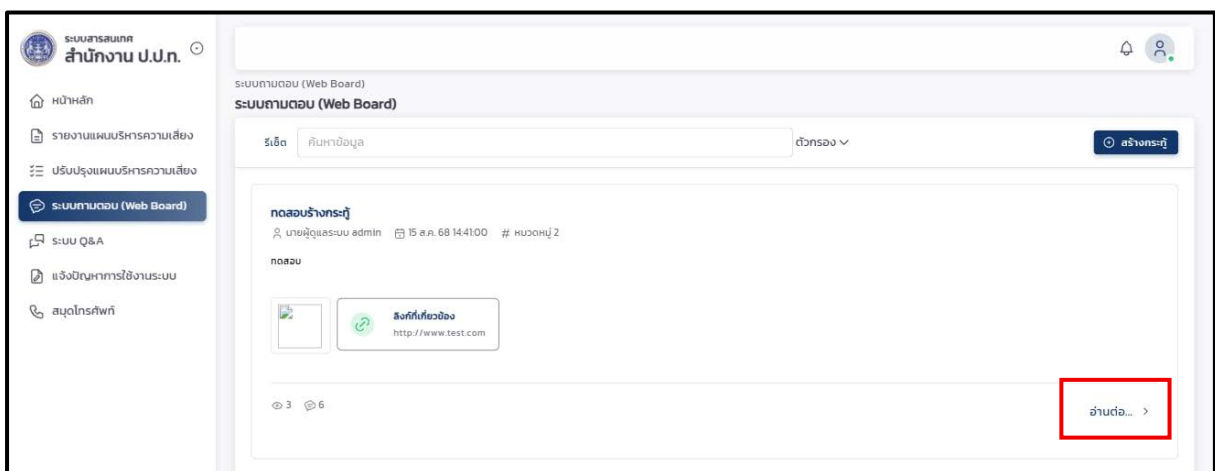 ระบบสารสนเทศ
สำนักงาน ป.ป.ท.
หน้าหลัก
รายงานแผนบริหารความเสี่ยง
ปรับปรุงแผนบริหารความเสี่ยง
ระบบถามตอบ (Web Board)
ระบบ Q&A
แจ้งปัญหาการใช้งานระบบ
สมุดโทรศัพท์
ระบบถามตอบ (Web Board)
ระบบถามตอบ (Web Board)
รีเซ็ต ค้นหาข้อมูล ตัวกรอง สร้างกระทู้
ทดสอบร้างกระทู้
นายผู้ดูแลระบบ admin 15 ส.ค. 68 14:41:00 # หมวดหมู่ 2
ทดสอบ
ลิงก์ที่เกี่ยวข้อง
http://www.test.com
3 6
อ่านต่อ... >